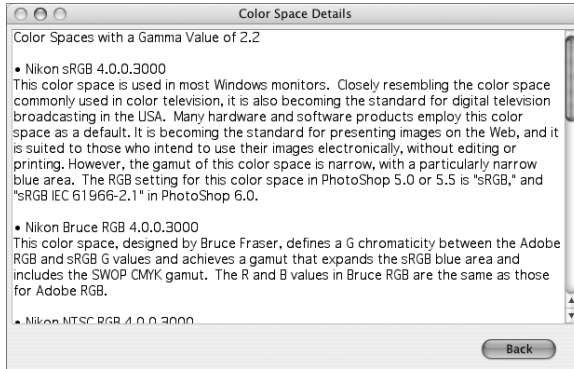 Color Space Details
Color Spaces with a Gamma Value of 2.2
• Nikon sRGB 4.0.0.3000
This color space is used in most Windows monitors.  Closely resembling the color space
commonly used in color television, it is also becoming the standard for digital television
broadcasting in the USA.  Many hardware and software products employ this color
space as a default. It is becoming the standard for presenting images on the Web, and it
is suited to those who intend to use their images electronically, without editing or
printing. However, the gamut of this color space is narrow, with a particularly narrow
blue area.  The RGB setting for this color space in PhotoShop 5.0 or 5.5 is "sRGB," and
"sRGB IEC 61966-2.1" in PhotoShop 6.0.
• Nikon Bruce RGB 4.0.0.3000
This color space, designed by Bruce Fraser, defines a G chromaticity between the Adobe
RGB and sRGB G values and achieves a gamut that expands the sRGB blue area and
includes the SWOP CMYK gamut.  The R and B values in Bruce RGB are the same as those
for Adobe RGB.
• Nikon NTSC RGB 4.0.0.3000
Back